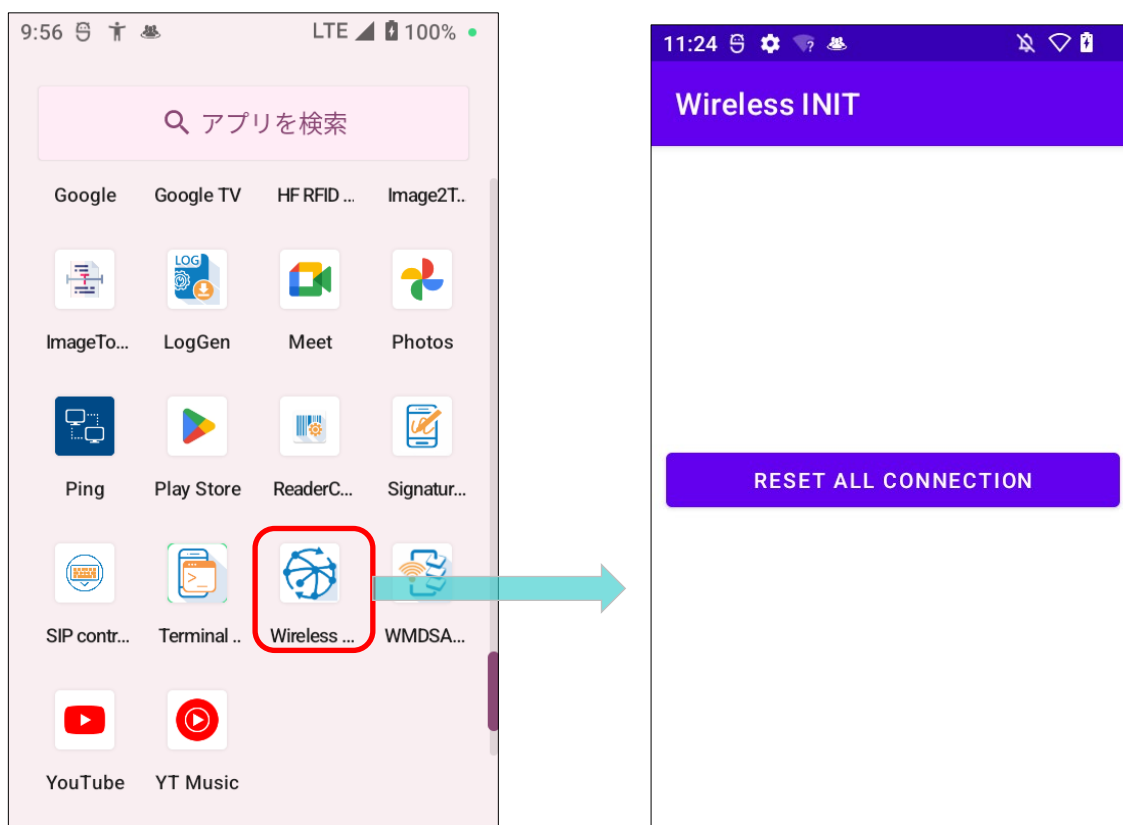 9:56 LTE 100%
アプリを検索
Google Google TV HF RFID ... Image2T..
LOG
ImageTo... LogGen Meet Photos
Ping Play Store ReaderC... Signatur...
SIP contr... Terminal .. Wireless ... WMDSA...
YouTube YT Music
11:24
Wireless INIT
RESET ALL CONNECTION